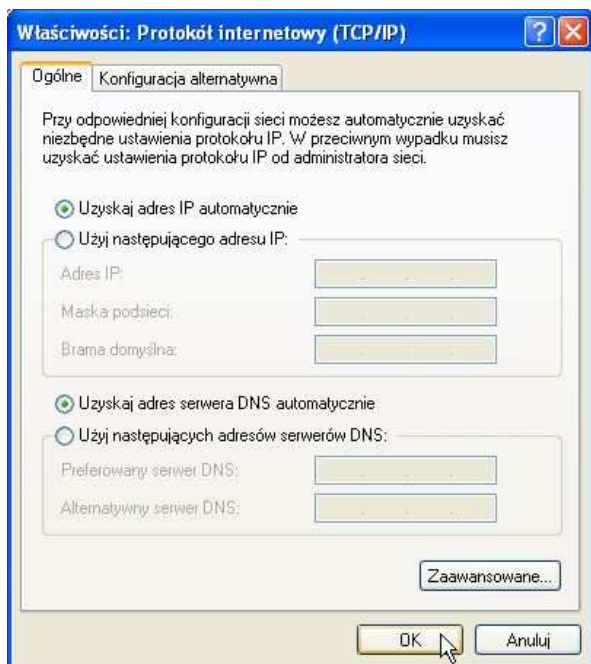 Właściwości: Protokół internetowy (TCP/IP)
Ogólne Konfiguracja alternatywna
Przy odpowiedniej konfiguracji sieci możesz automatycznie uzyskać
niezbędne ustawienia protokołu IP. W przeciwnym wypadku musisz
uzyskać ustawienia protokołu IP od administratora sieci.
Uzyskaj adres IP automatycznie
Użyj następującego adresu IP:
Adres IP:
Maska podsieci:
Brama domyślna:
Uzyskaj adres serwera DNS automatycznie
Użyj następujących adresów serwerów DNS:
Preferowany serwer DNS:
Alternatywny serwer DNS:
Zaawansowane...
OK Anuluj